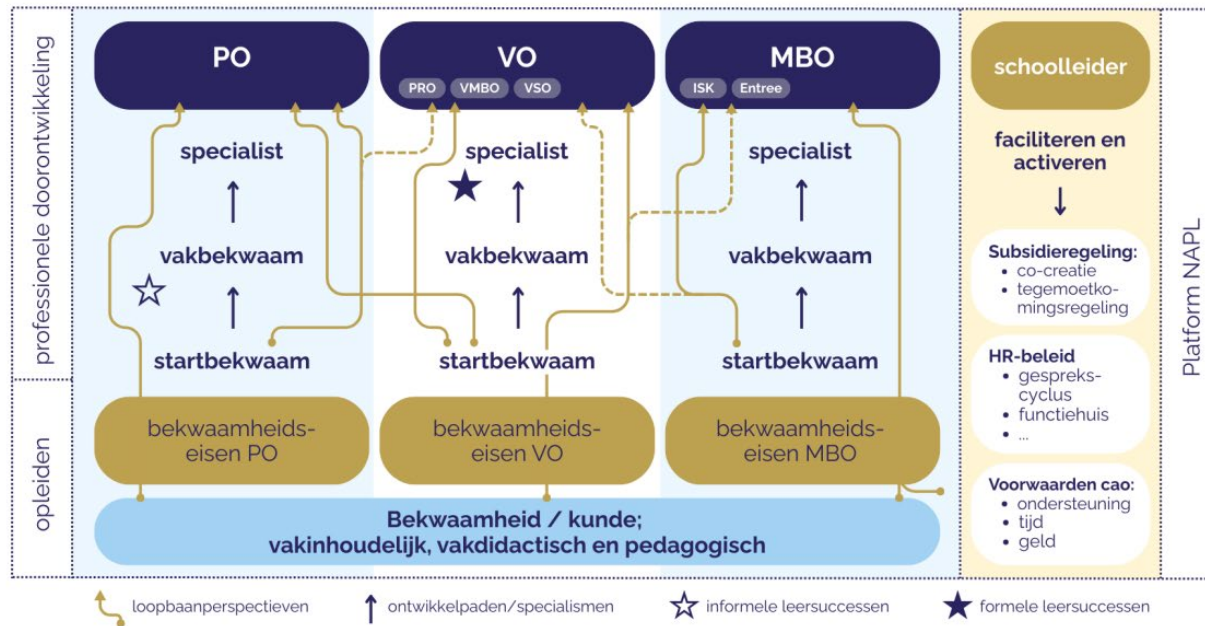 professionele doorontwikkeling
opleiden
PO
specialist
vakbekwaam
startbekwaam
bekwaamheids-
eisen PO
VO
PRO
VMBO
VSO
specialist
vakbekwaam
startbekwaam
bekwaamheids-
eisen VO
MBO
ISK
Entree
specialist
vakbekwaam
startbekwaam
bekwaamheids-
eisen MBO
Bekwaamheid / kunde;
vakinhoudelijk, vakdidactisch en pedagogisch
schoolleider
faciliteren en
activeren
Subsidieregeling:
• co-creatie
• tegemoetko-
mingsregeling
HR-beleid
• gespreks-
cyclus
• functiehuis
• ...
Voorwaarden cao:
• ondersteuning
• tijd
• geld
Platform NAPL
loopbaanperspectieven
ontwikkelpaden/specialismen
informele leersuccessen
formele leersuccessen